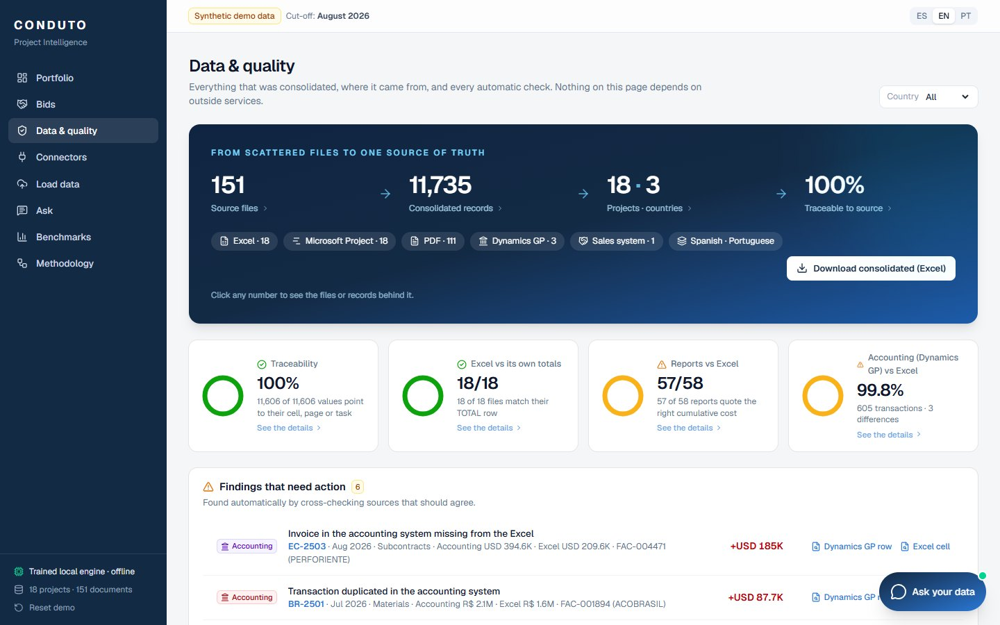 CONDUTO
Project Intelligence
Portfolio
Bids
Data & quality
Connectors
Load data
Ask
Benchmarks
Methodology
Trained local engine · offline
18 projects · 151 documents
Reset demo
Synthetic demo data
Cut-off: August 2026
ES EN PT
Data & quality
Everything that was consolidated, where it came from, and every automatic check. Nothing on this page depends on
outside services.
Country All
FROM SCATTERED FILES TO ONE SOURCE OF TRUTH
151
Source files
11,735
Consolidated records
18 · 3
Projects · countries
100%
Traceable to source
Excel · 18
Microsoft Project · 18
PDF · 111
Dynamics GP · 3
Sales system · 1
Spanish · Portuguese
Download consolidated (Excel)
Click any number to see the files or records behind it.
Traceability
100%
11,606 of 11,606 values point
to their cell, page or task
See the details
Excel vs its own totals
18/18
18 of 18 files match their
TOTAL row
See the details
Reports vs Excel
57/58
57 of 58 reports quote the
right cumulative cost
See the details
Accounting (Dynamics
GP) vs Excel
99.8%
605 transactions · 3
differences
See the details
Findings that need action 6
Found automatically by cross-checking sources that should agree.
Accounting
Invoice in the accounting system missing from the Excel
EC-2503 · Aug 2026 · Subcontracts · Accounting USD 394.6K · Excel USD 209.6K · FAC-004471
(PERFORIENTE)
+USD 185K
Dynamics GP row
Excel cell
Accounting
Transaction duplicated in the accounting system
BR-2501 · Jul 2026 · Materials · Accounting R$ 2.1M · Excel R$ 1.6M · FAC-001894 (ACOBRASIL)
+USD 87.7K
Dynamics GP
Ask your data